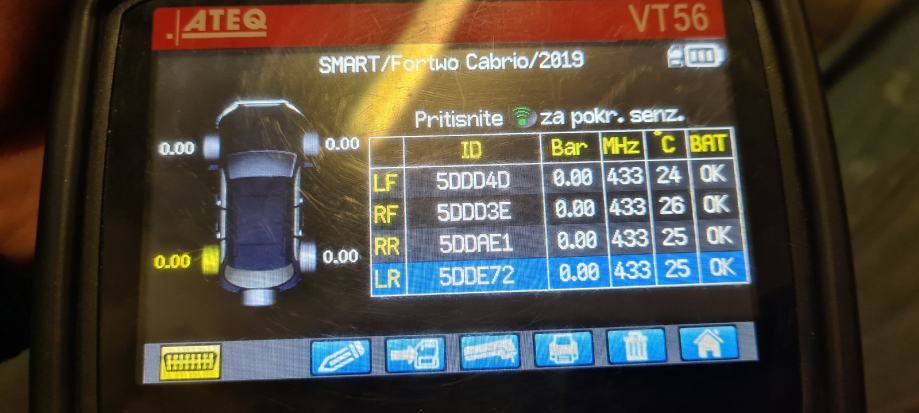 ATEQ VT56
SMART/Fortwo Cabrio/2019
Pritisnite za pokr. senz.
0.00 0.00
ID Bar MHz °C BAT
LF 5DDD4D 0.00 433 24 OK
RF 5DDD3E 0.00 433 26 OK
RR 5DDAE1 0.00 433 25 OK
0.00 0.00
LR 5DDE72 0.00 433 25 OK